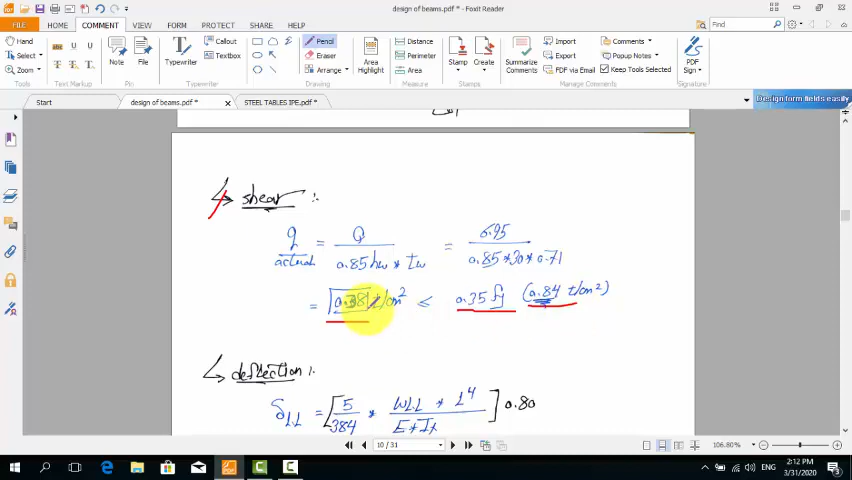 design of beams.pdf * - Foxit Reader
FILE HOME COMMENT VIEW FORM PROTECT SHARE HELP
Find
Hand
Select
Zoom
Note File
Typewriter
Callout
Textbox
Pencil
Eraser
Arrange
Area Highlight
Distance
Perimeter
Area
Stamp Create
Summarize Comments
Import
Export
PDF via Email
Comments
Popup Notes
Keep Tools Selected
PDF Sign
Text Markup Pin Typewriter Drawing Measure Stamps Manage Comments Signature
Start design of beams.pdf * STEEL TABLES IPE.pdf * Design form fields easily
shear :.
q actual = Q / 0.85 hw * tw = 6.95 / 0.85*30*0.71
= 0.38 t/cm² ≤ 0.35 fy (0.84 t/cm²)
deflection :.
δL.L = [ 5/384 * WL.L * L⁴ / E*Ix ] 0.80
10 / 31 106.80%
ENG 2:12 PM
3/31/2020